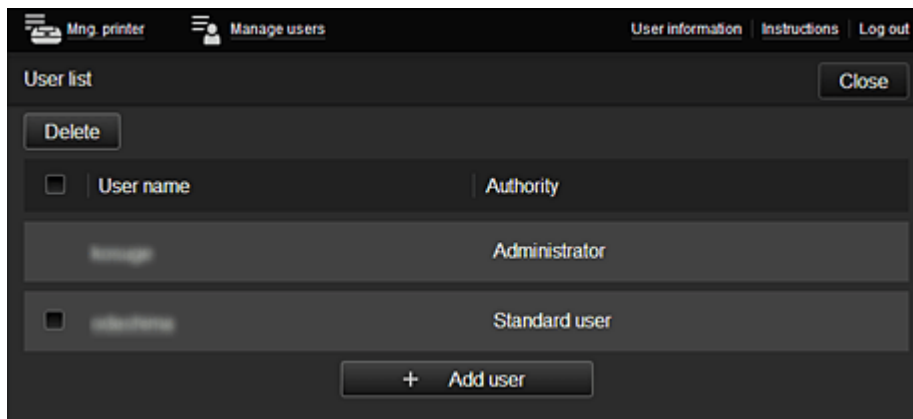 Mng. printer Manage users User information Instructions Log out
User list Close
Delete
User name Authority
Administrator
Standard user
+ Add user